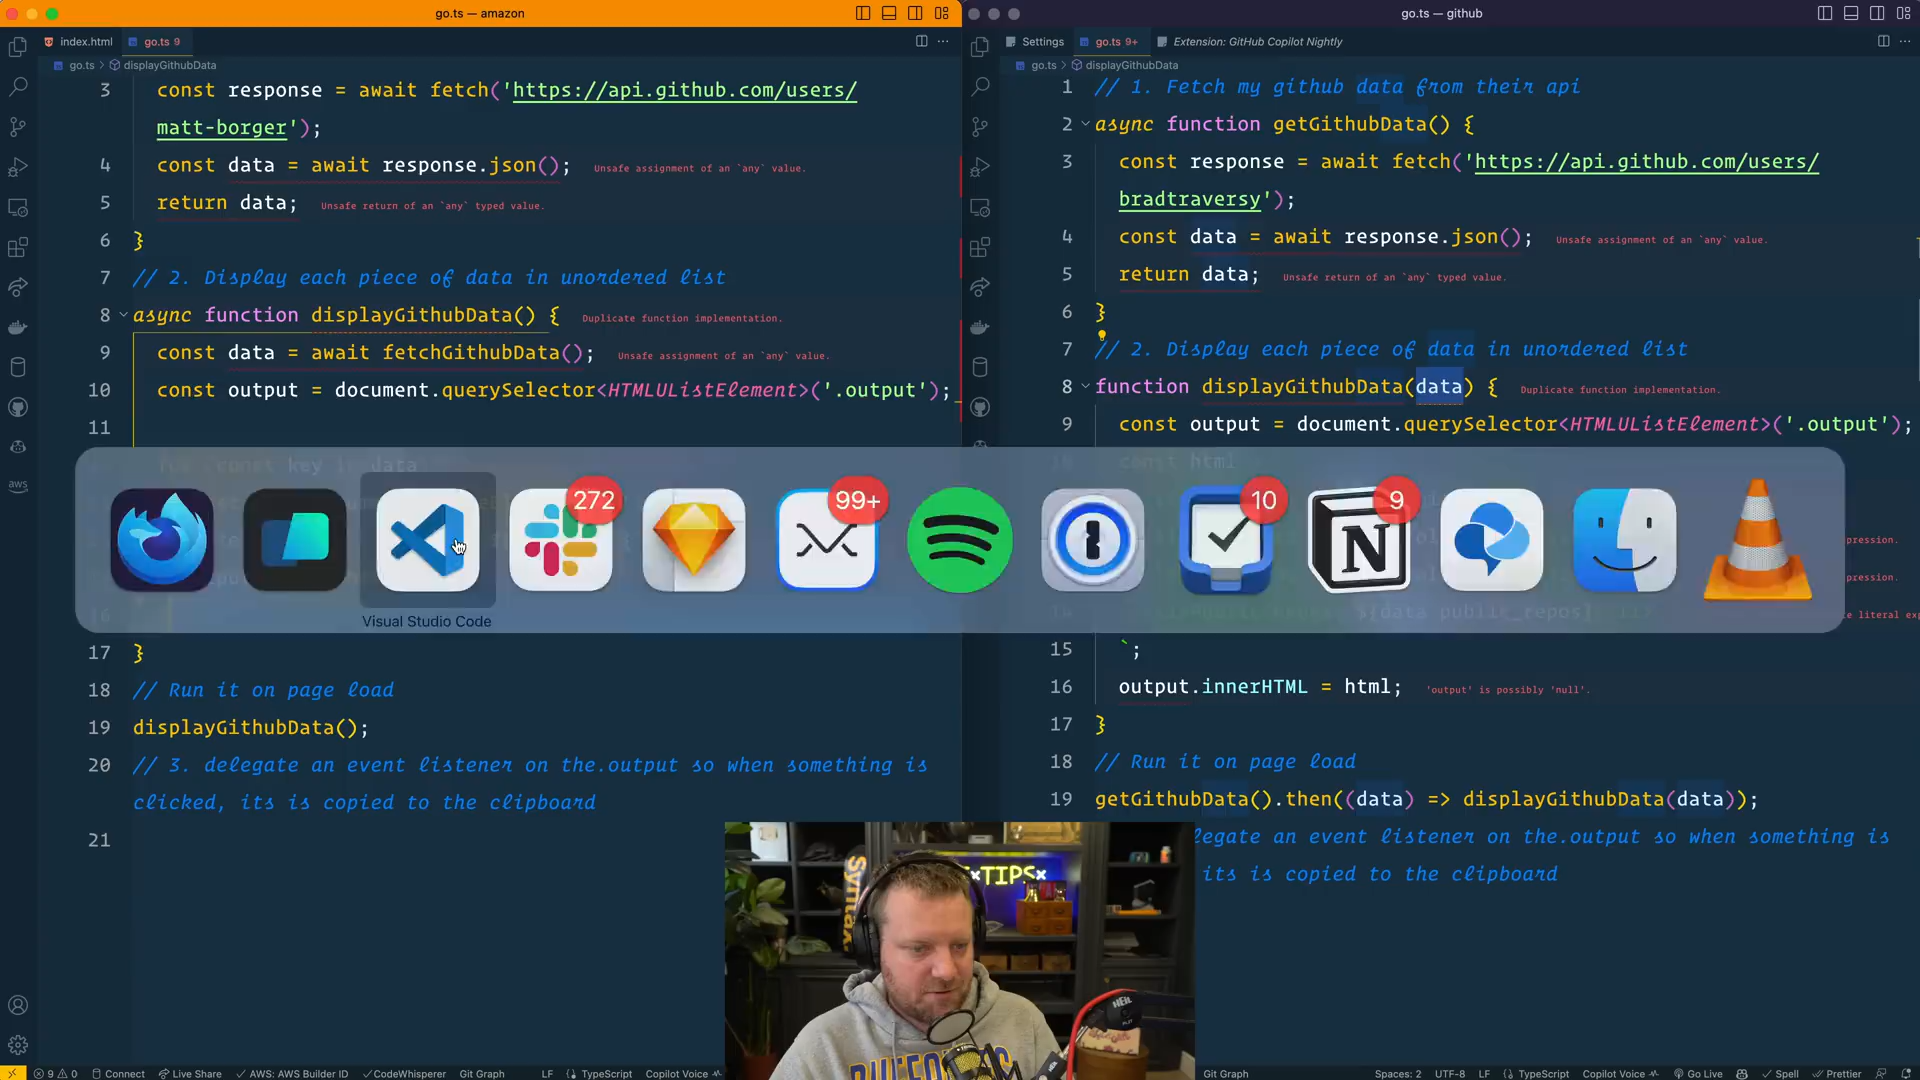 go.ts — amazon
index.html
go.ts 9
go.ts > displayGithubData
3 const response = await fetch('https://api.github.com/users/
matt-borger');
4 const data = await response.json(); Unsafe assignment of an `any` value.
5 return data; Unsafe return of an `any` typed value.
6 }
7 // 2. Display each piece of data in unordered list
8 async function displayGithubData() { Duplicate function implementation.
9 const data = await fetchGithubData(); Unsafe assignment of an `any` value.
10 const output = document.querySelector<HTMLUListElement>('.output');
11
17 }
18 // Run it on page load
19 displayGithubData();
20 // 3. delegate an event listener on the.output so when something is
clicked, its is copied to the clipboard
21
aws
go.ts — github
Settings
go.ts 9+
Extension: GitHub Copilot Nightly
go.ts > displayGithubData
1 // 1. Fetch my github data from their api
2 async function getGithubData() {
3 const response = await fetch('https://api.github.com/users/
bradtraversy');
4 const data = await response.json(); Unsafe assignment of an `any` value.
5 return data; Unsafe return of an `any` typed value.
6 }
7 // 2. Display each piece of data in unordered list
8 function displayGithubData(data) { Duplicate function implementation.
9 const output = document.querySelector<HTMLUListElement>('.output');
const html
pression.
pression.
14 ${data public_repos}
literal exp
15 `;
16 output.innerHTML = html; 'output' is possibly 'null'.
17 }
18 // Run it on page load
19 getGithubData().then((data) => displayGithubData(data));
legate an event listener on the.output so when something is
its is copied to the clipboard
272
99+
10
9
N
Visual Studio Code
Syntax
×TIPS×
HEIL
9 0 Connect Live Share AWS: AWS Builder ID CodeWhisperer Git Graph LF TypeScript Copilot Voice
Git Graph Spaces: 2 UTF-8 LF TypeScript Copilot Voice Go Live Spell Prettier